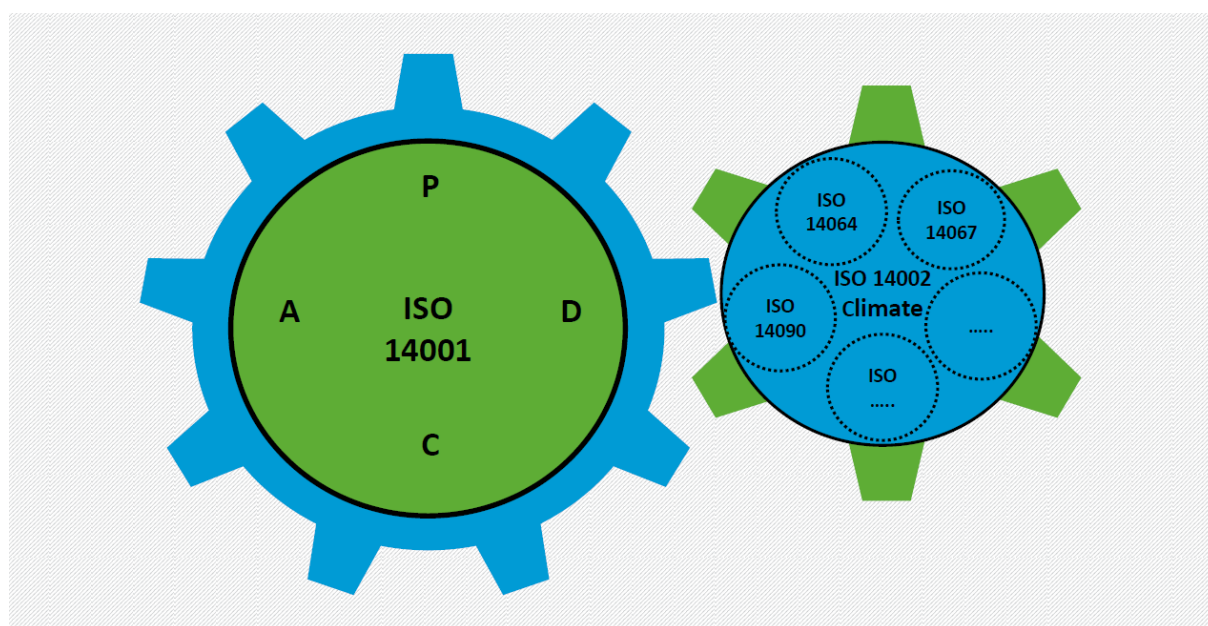 P
A
D
ISO
14001
C
ISO
14064
ISO
14067
ISO 14002
Climate
ISO
14090
.....
ISO
.....